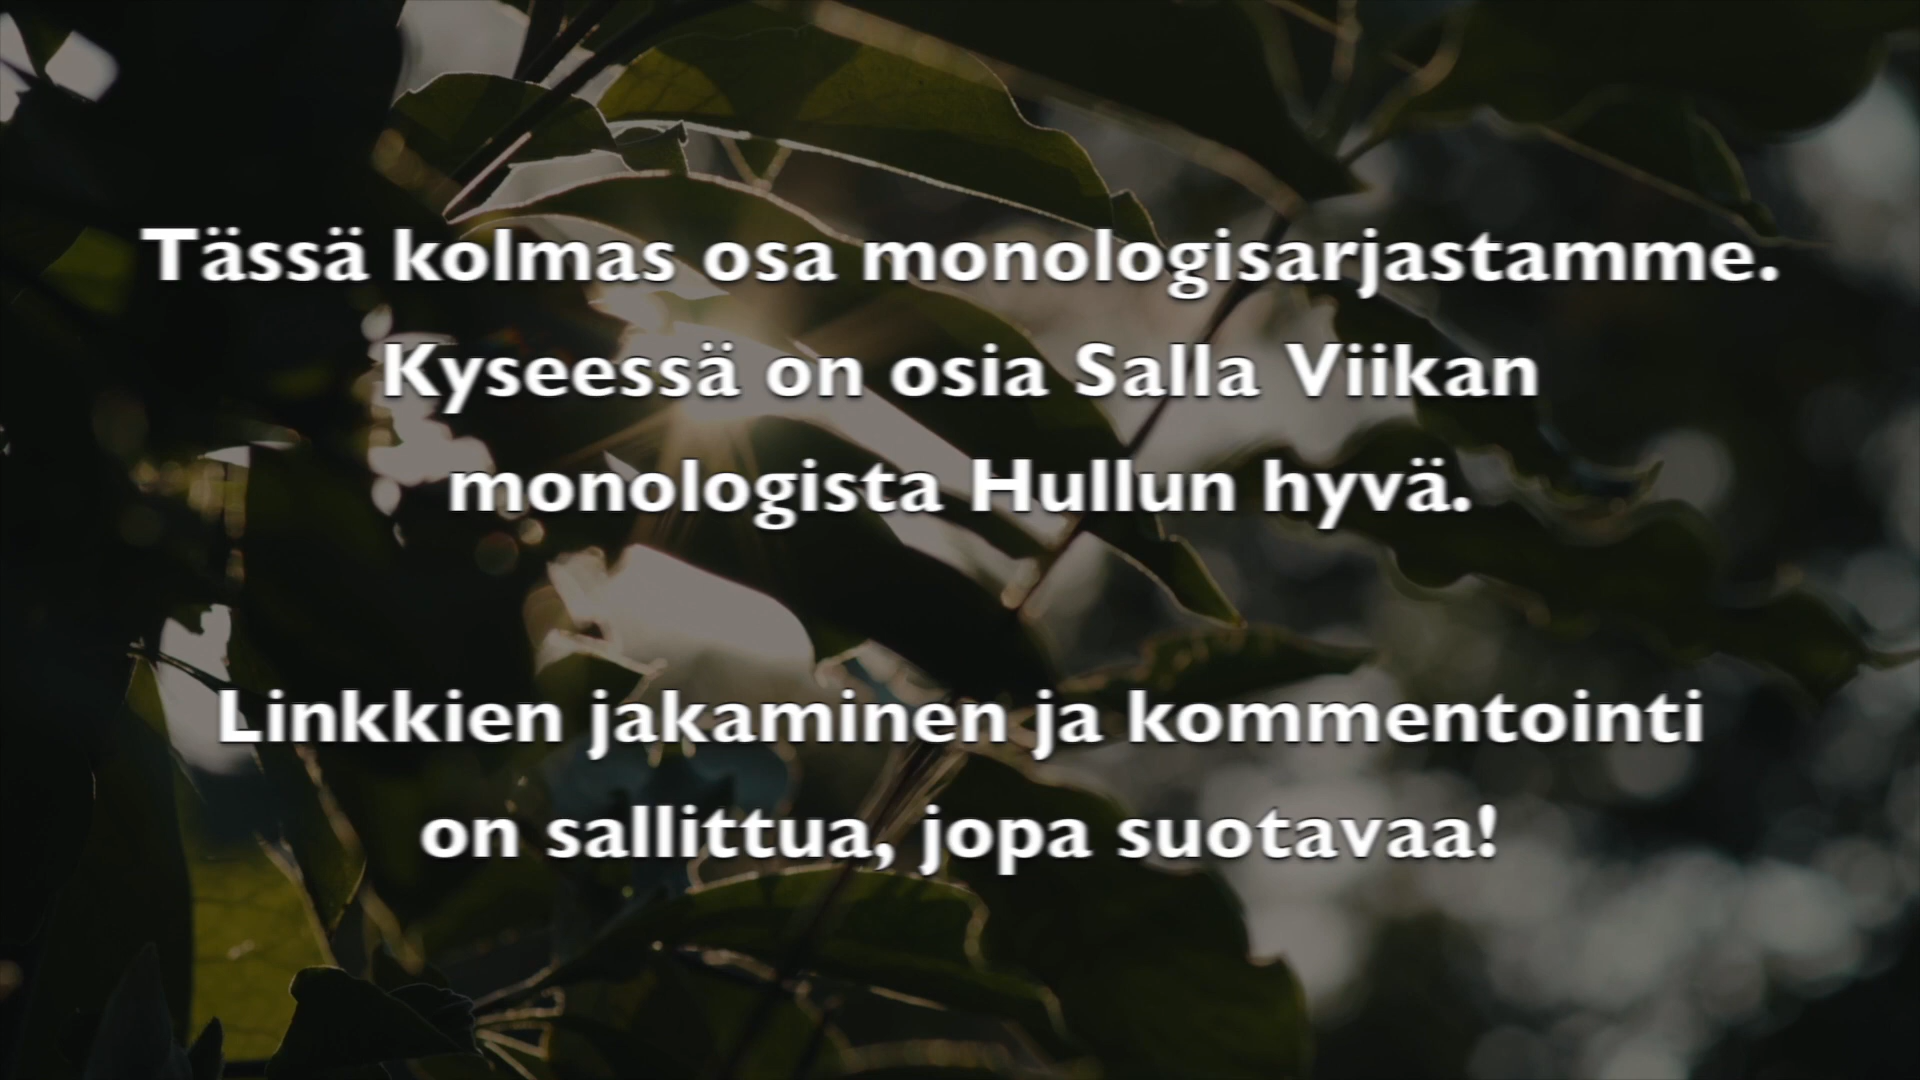 Tässä kolmas osa monologisarjastamme.
Kyseessä on osia Salla Viikan
monologista Hullun hyvä.
Linkkien jakaminen ja kommentointi
on sallittua, jopa suotavaa!